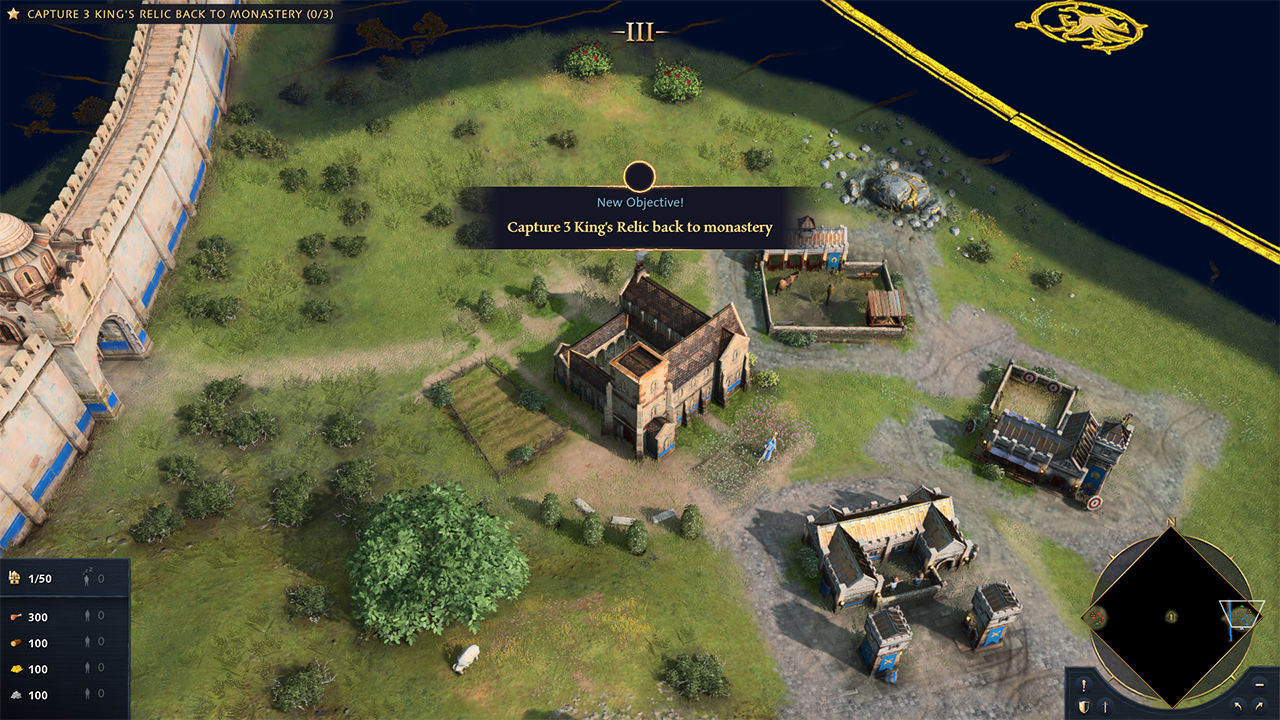 CAPTURE 3 KING'S RELIC BACK TO MONASTERY (0/3)
III
New Objective!
Capture 3 King's Relic back to monastery
1/50 0
300 0
100 0
100 0
100 0
N
1